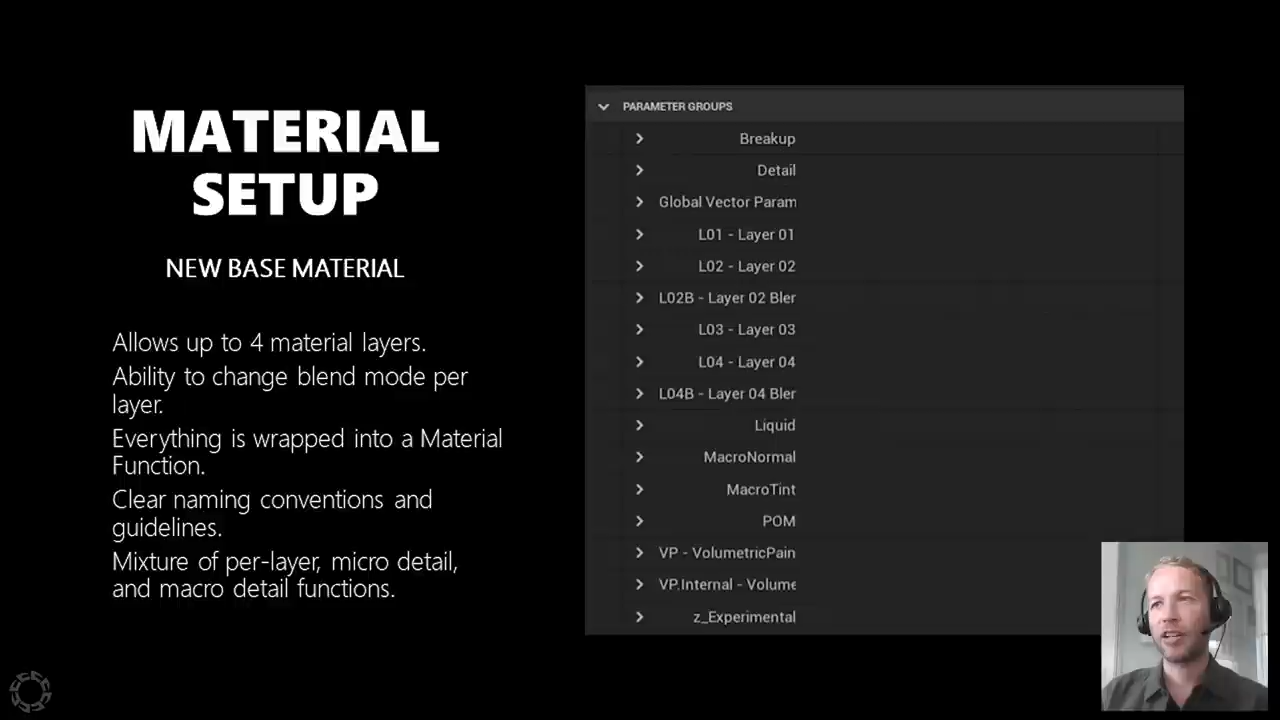 MATERIAL
SETUP
NEW BASE MATERIAL
Allows up to 4 material layers.
Ability to change blend mode per
layer.
Everything is wrapped into a Material
Function.
Clear naming conventions and
guidelines.
Mixture of per-layer, micro detail,
and macro detail functions.
PARAMETER GROUPS
Breakup
Detail
Global Vector Param
L01 - Layer 01
L02 - Layer 02
L02B - Layer 02 Bler
L03 - Layer 03
L04 - Layer 04
L04B - Layer 04 Bler
Liquid
MacroNormal
MacroTint
POM
VP - VolumetricPain
VP.Internal - Volume
z_Experimental